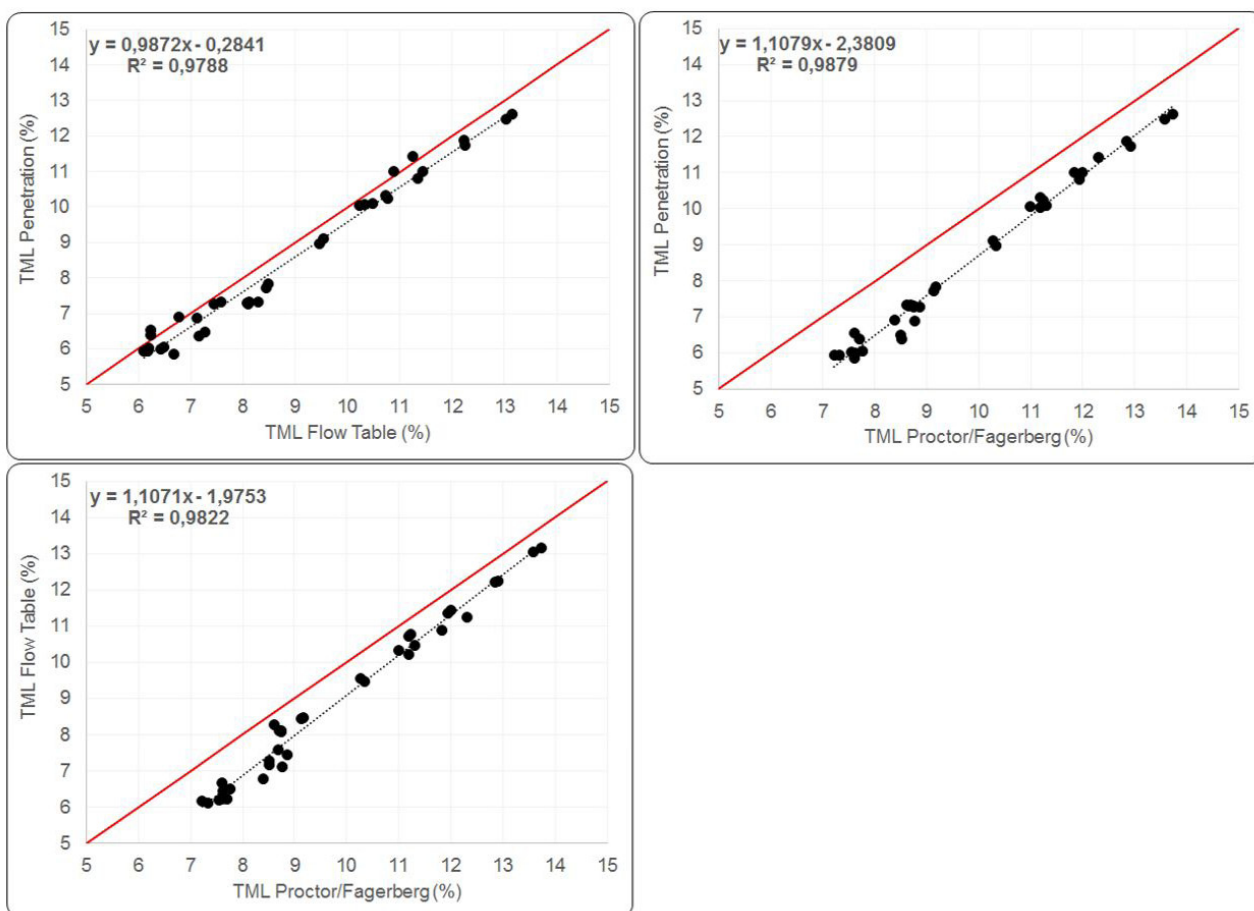 y = 0,9872x - 0,2841
R² = 0,9788
15
14
13
12
11
10
9
8
7
6
5
TML Penetration (%)
5 6 7 8 9 10 11 12 13 14 15
TML Flow Table (%)
y = 1,1079x - 2,3809
R² = 0,9879
15
14
13
12
11
10
9
8
7
6
5
TML Penetration (%)
5 6 7 8 9 10 11 12 13 14 15
TML Proctor/Fagerberg (%)
y = 1,1071x - 1,9753
R² = 0,9822
15
14
13
12
11
10
9
8
7
6
5
TML Flow Table (%)
5 6 7 8 9 10 11 12 13 14 15
TML Proctor/Fagerberg (%)